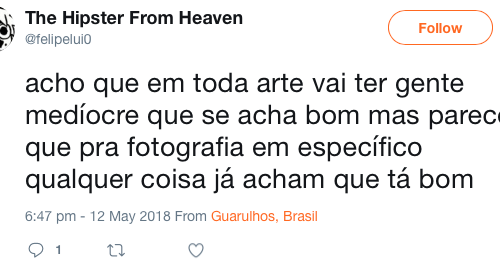 The Hipster From Heaven
@felipelui0
Follow
acho que em toda arte vai ter gente
medíocre que se acha bom mas parec
que pra fotografia em específico
qualquer coisa já acham que tá bom
6:47 pm - 12 May 2018 From Guarulhos, Brasil
1